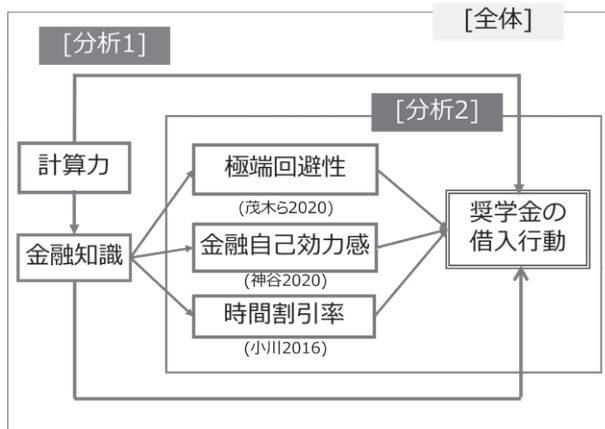 [全体]
[分析1]
[分析2]
計算力
極端回避性
(茂木ら2020)
奨学金の
借入行動
金融知識
金融自己効力感
(神谷2020)
時間割引率
(小川2016)